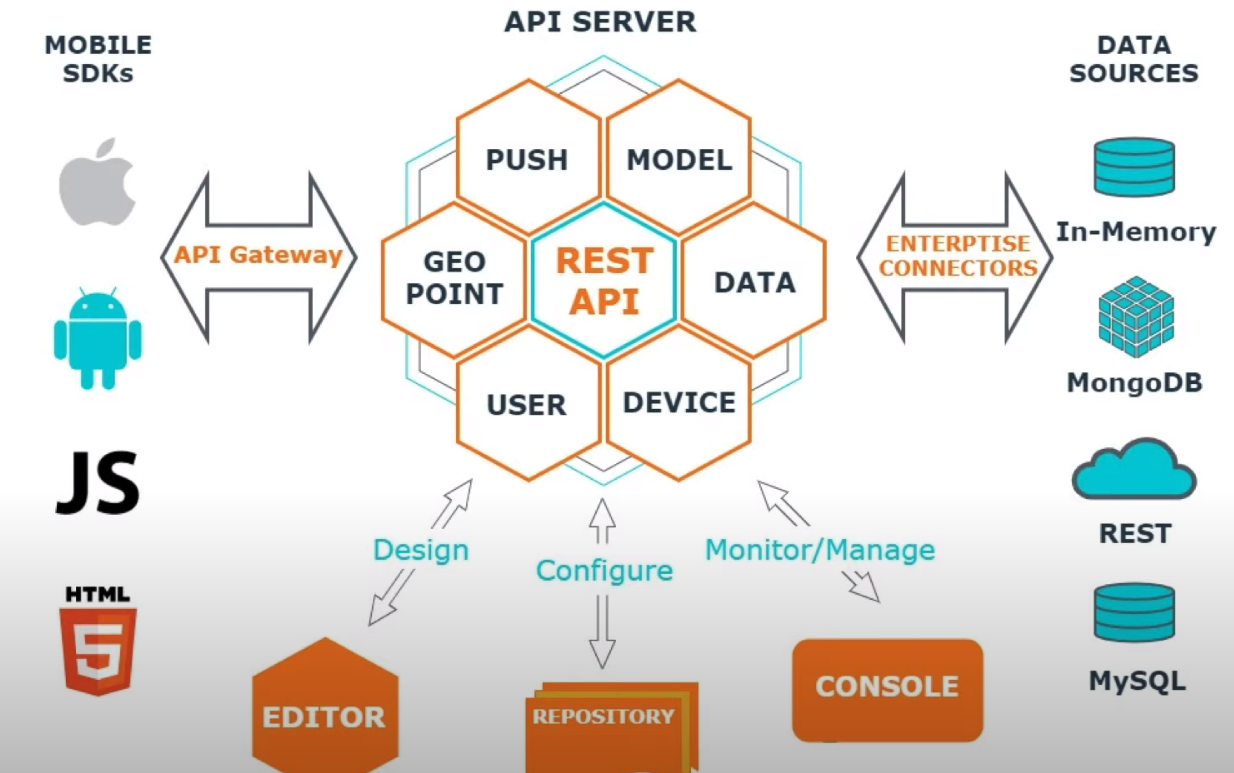 API SERVER
MOBILE
SDKs
DATA
SOURCES
PUSH
MODEL
GEO
POINT
REST
API
DATA
USER
DEVICE
API Gateway
ENTERPTISE
CONNECTORS
In-Memory
MongoDB
REST
MySQL
JS
HTML
5
Design
Configure
Monitor/Manage
EDITOR
REPOSITORY
CONSOLE